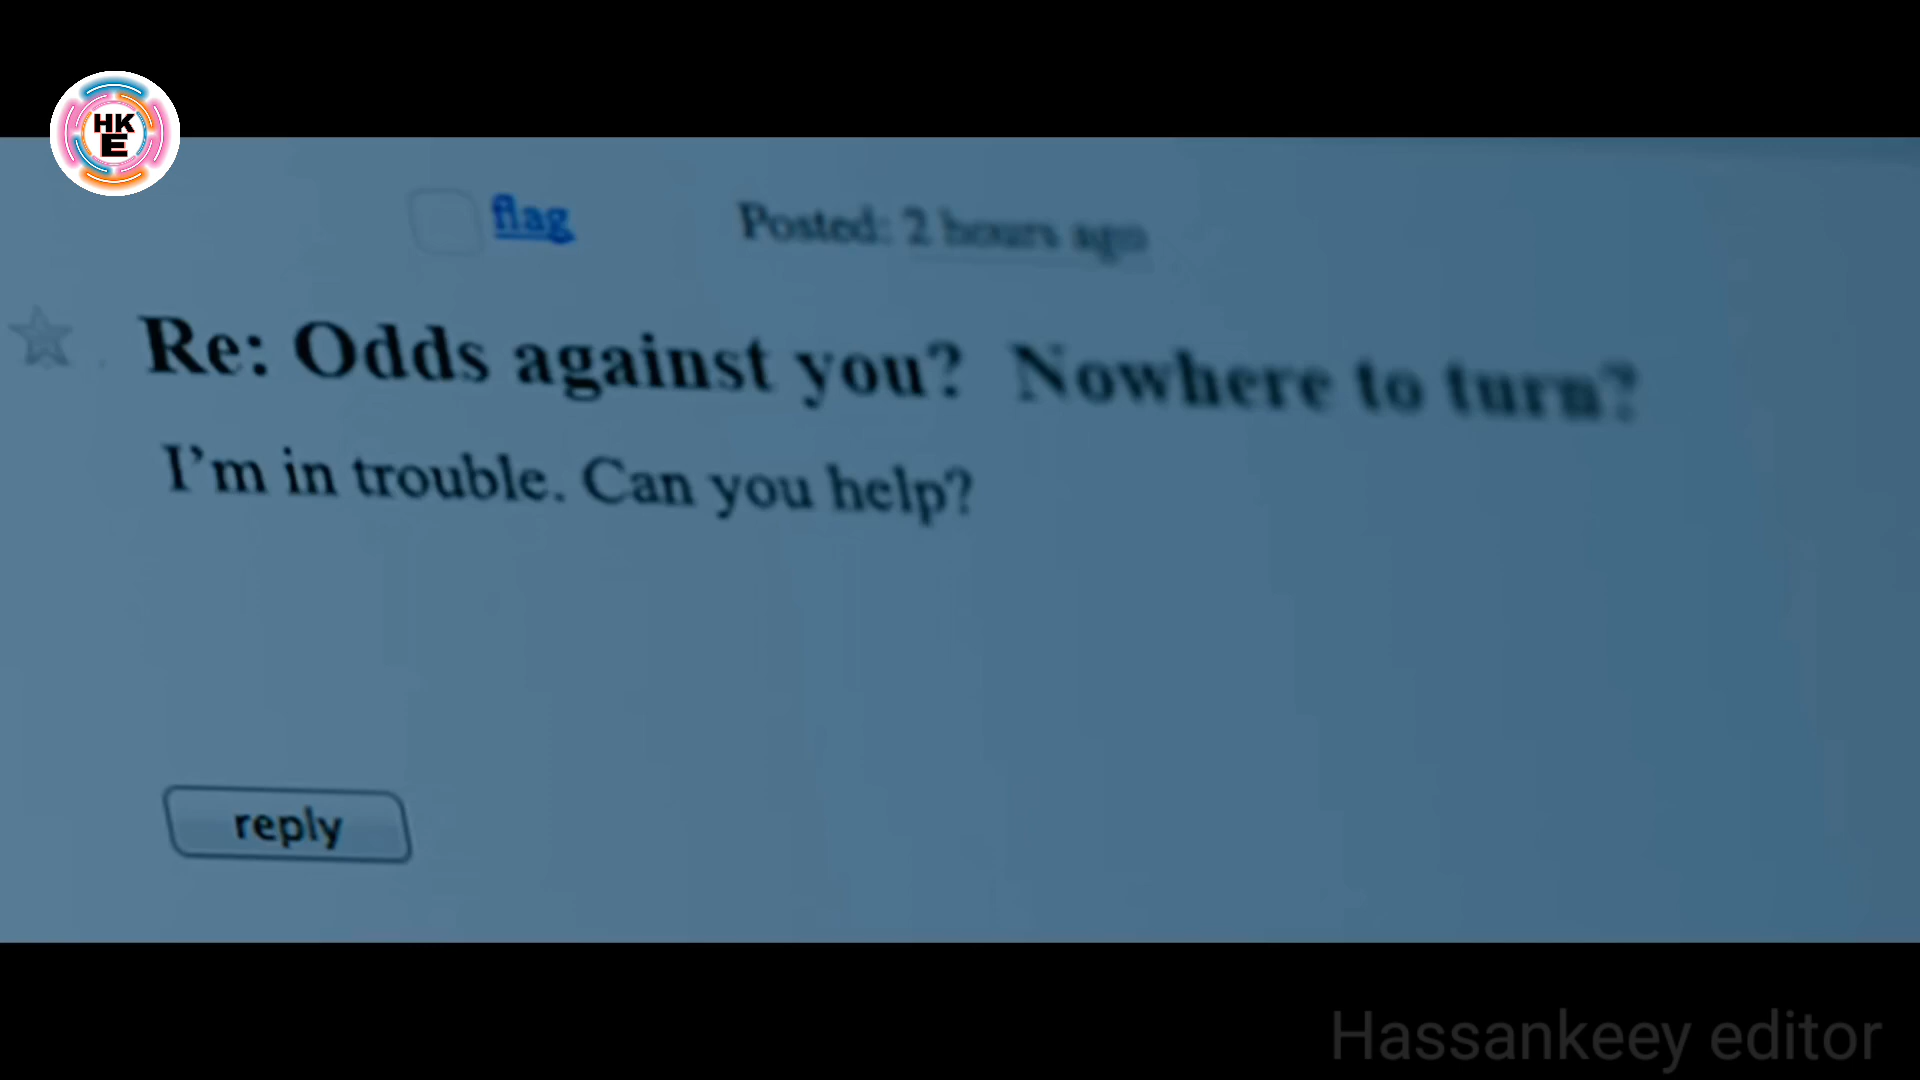 HK
E
flag
Posted: 2 hours ago
Re: Odds against you? Nowhere to turn?
I'm in trouble. Can you help?
reply
Hassankeey editor